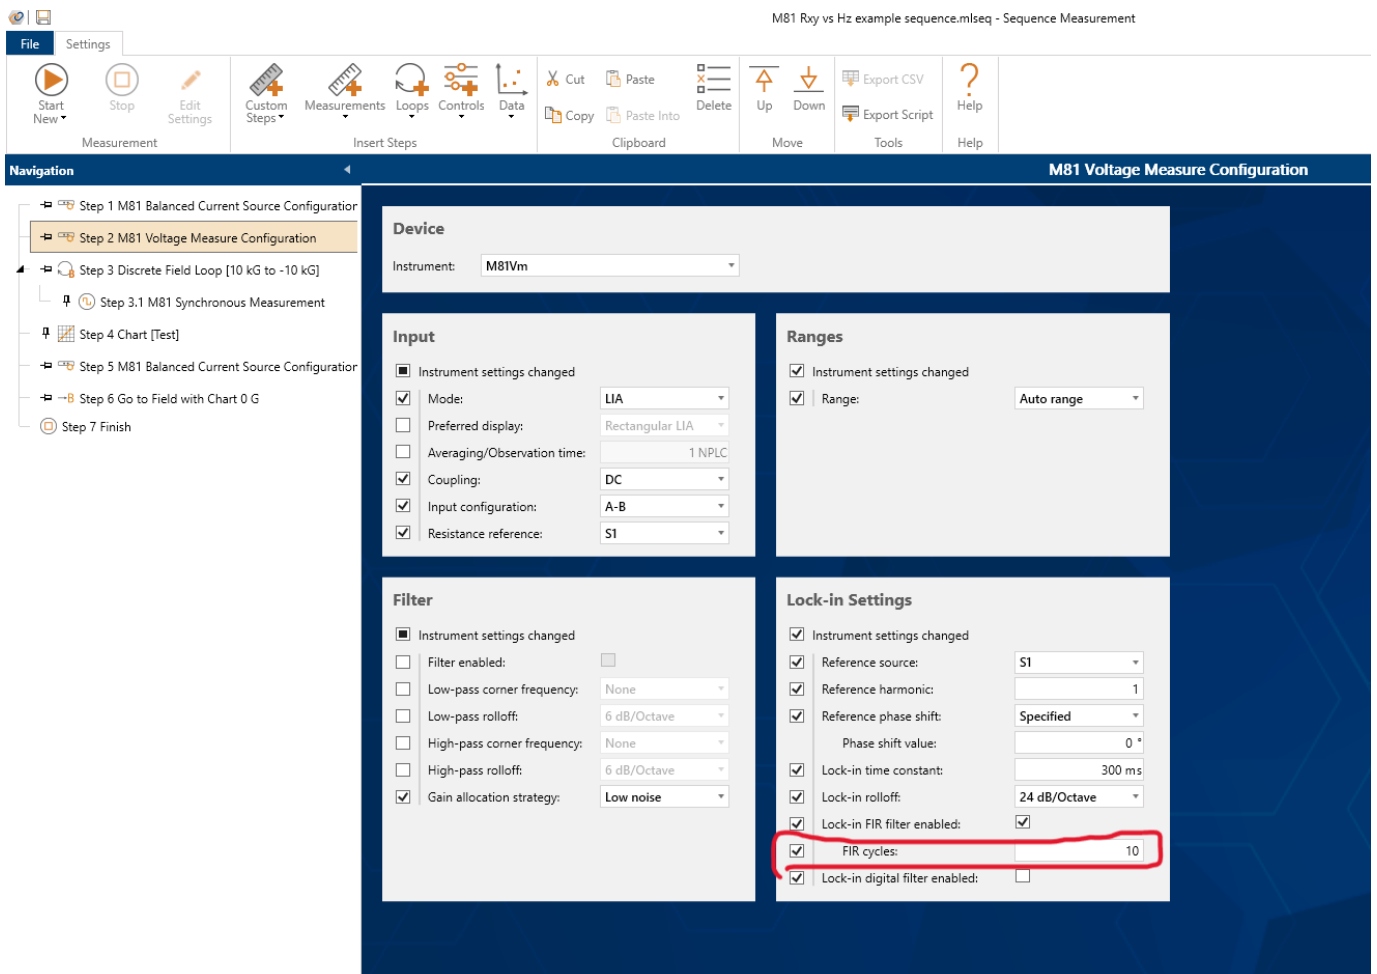 M81 Rxy vs Hz example sequence.mlseq - Sequence Measurement
File Settings
Start New
Stop
Edit Settings
Measurement
Custom Steps
Measurements
Loops
Controls
Data
Insert Steps
Cut
Copy
Paste
Paste Into
Delete
Clipboard
Up
Down
Move
Export CSV
Export Script
Tools
Help
Help
Navigation
M81 Voltage Measure Configuration
Step 1 M81 Balanced Current Source Configuration
Step 2 M81 Voltage Measure Configuration
Step 3 Discrete Field Loop [10 kG to -10 kG]
Step 3.1 M81 Synchronous Measurement
Step 4 Chart [Test]
Step 5 M81 Balanced Current Source Configuration
Step 6 Go to Field with Chart 0 G
Step 7 Finish
Device
Instrument: M81Vm
Input
Instrument settings changed
Mode: LIA
Preferred display: Rectangular LIA
Averaging/Observation time: 1 NPLC
Coupling: DC
Input configuration: A-B
Resistance reference: S1
Ranges
Instrument settings changed
Range: Auto range
Filter
Instrument settings changed
Filter enabled:
Low-pass corner frequency: None
Low-pass rolloff: 6 dB/Octave
High-pass corner frequency: None
High-pass rolloff: 6 dB/Octave
Gain allocation strategy: Low noise
Lock-in Settings
Instrument settings changed
Reference source: S1
Reference harmonic: 1
Reference phase shift: Specified
Phase shift value: 0 °
Lock-in time constant: 300 ms
Lock-in rolloff: 24 dB/Octave
Lock-in FIR filter enabled:
FIR cycles: 10
Lock-in digital filter enabled: